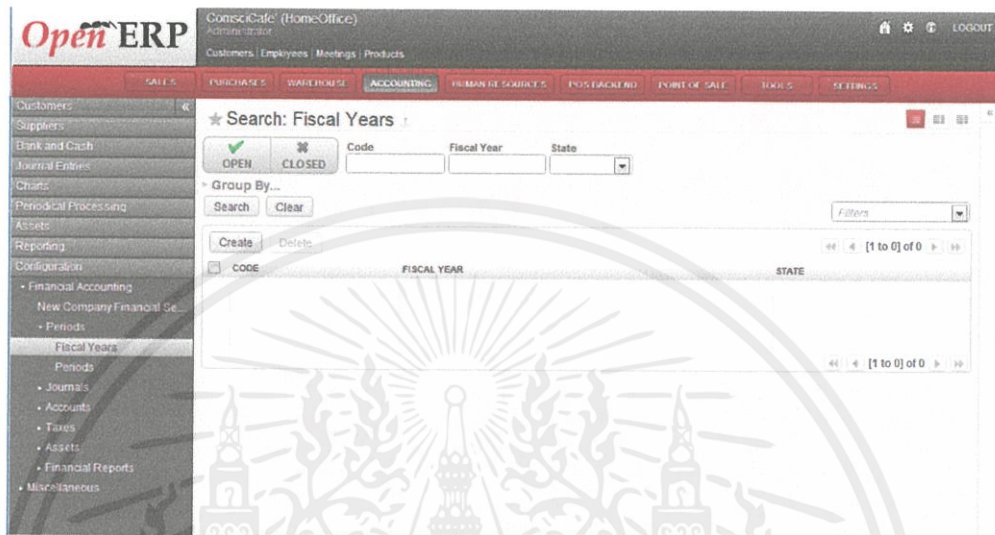 Open ERP
ComsciCafe' (HomeOffice)
Administrator
Customers | Employees | Meetings | Products
LOGOUT
SALES PURCHASES WAREHOUSE ACCOUNTING HUMAN RESOURCES POS BACKEND POINT OF SALE TOOLS SETTINGS
Customers «
Suppliers
Bank and Cash
Journal Entries
Charts
Periodical Processing
Assets
Reporting
Configuration
Financial Accounting
New Company Financial Se...
Periods
Fiscal Years
Periods
Journals
Accounts
Taxes
Assets
Financial Reports
Miscellaneous
Search: Fiscal Years
OPEN CLOSED Code Fiscal Year State
Group By...
Search Clear Filters
Create Delete [1 to 0] of 0
CODE FISCAL YEAR STATE
[1 to 0] of 0